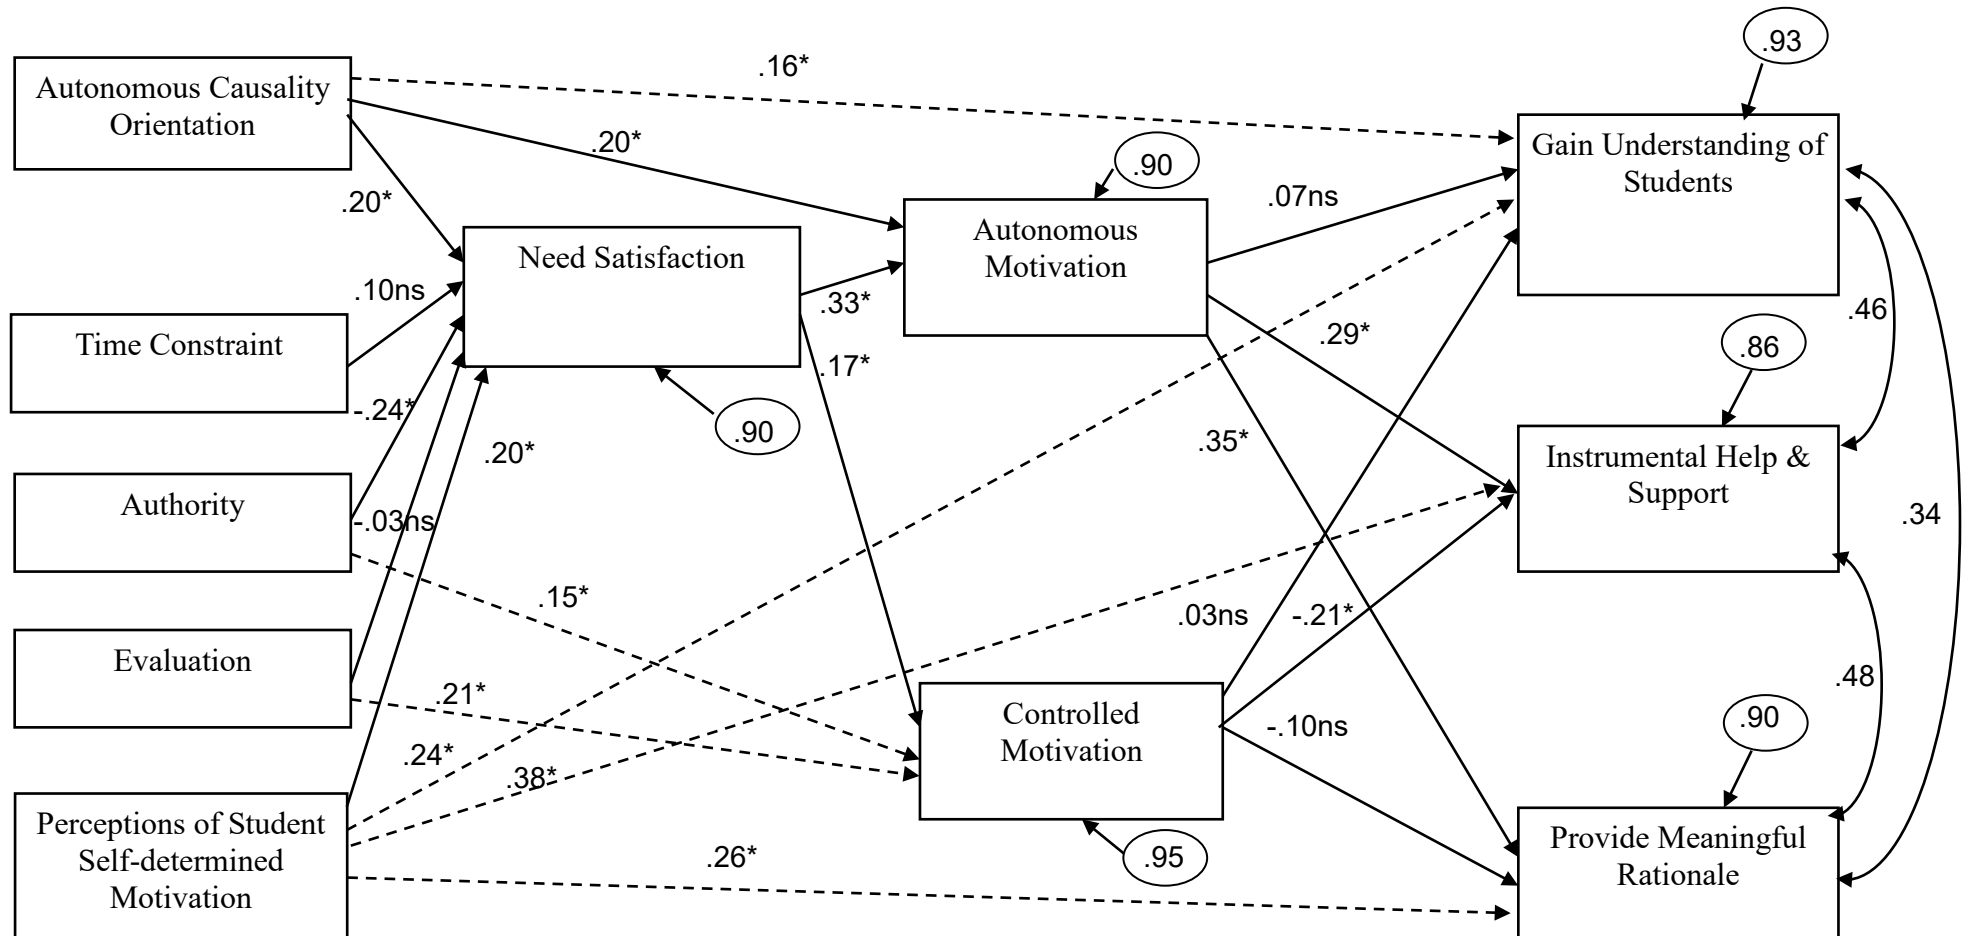 .93
.16*
Autonomous Causality
Orientation
.20*
.90
Gain Understanding of
Students
.07ns
.20*
Autonomous
Motivation
Need Satisfaction
.10ns
.33*
.46
Time Constraint
.29*
.86
.17*
-.24*
.90
.20*
.35*
Instrumental Help &
Support
Authority
-.03ns
.34
.15*
.03ns
-.21*
Evaluation
.21*
.48
Controlled
Motivation
-.10ns
.90
.24*
.38*
Perceptions of Student
Self-determined
Motivation
.26*
.95
Provide Meaningful
Rationale